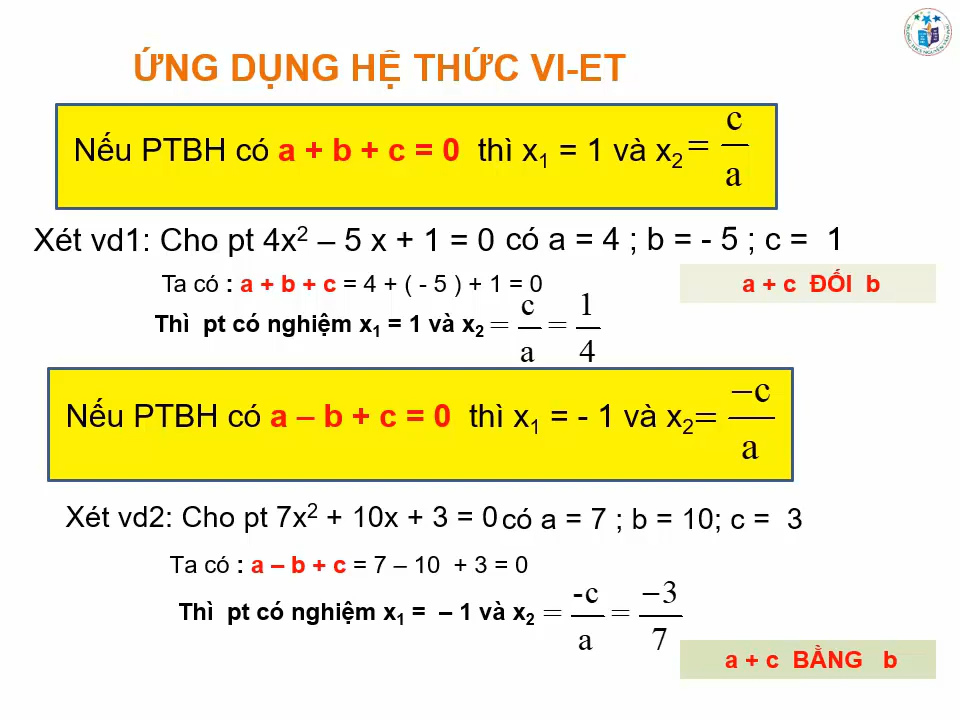 ỨNG DỤNG HỆ THỨC VI-ET
Nếu PTBH có a + b + c = 0 thì x₁ = 1 và x₂ = c/a
Xét vd1: Cho pt 4x² – 5 x + 1 = 0 có a = 4 ; b = - 5 ; c = 1
Ta có : a + b + c = 4 + ( - 5 ) + 1 = 0
a + c ĐỐI b
Thì pt có nghiệm x₁ = 1 và x₂ = c/a = 1/4
Nếu PTBH có a – b + c = 0 thì x₁ = - 1 và x₂ = −c/a
Xét vd2: Cho pt 7x² + 10x + 3 = 0 có a = 7 ; b = 10; c = 3
Ta có : a – b + c = 7 – 10 + 3 = 0
Thì pt có nghiệm x₁ = – 1 và x₂ = -c/a = −3/7
a + c BẰNG b